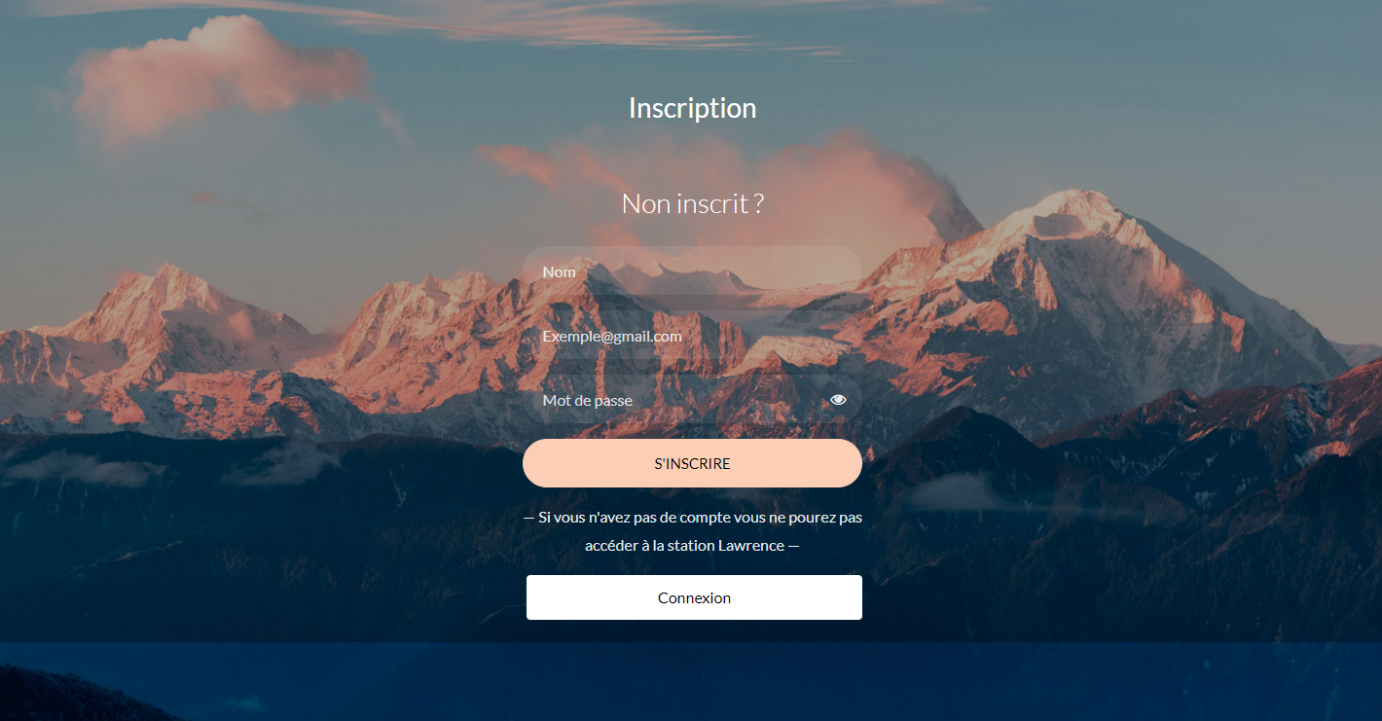 Inscription
Non inscrit ?
Nom
Exemple@gmail.com
Mot de passe
S'INSCRIRE
— Si vous n'avez pas de compte vous ne pourez pas
accéder à la station Lawrence —
Connexion